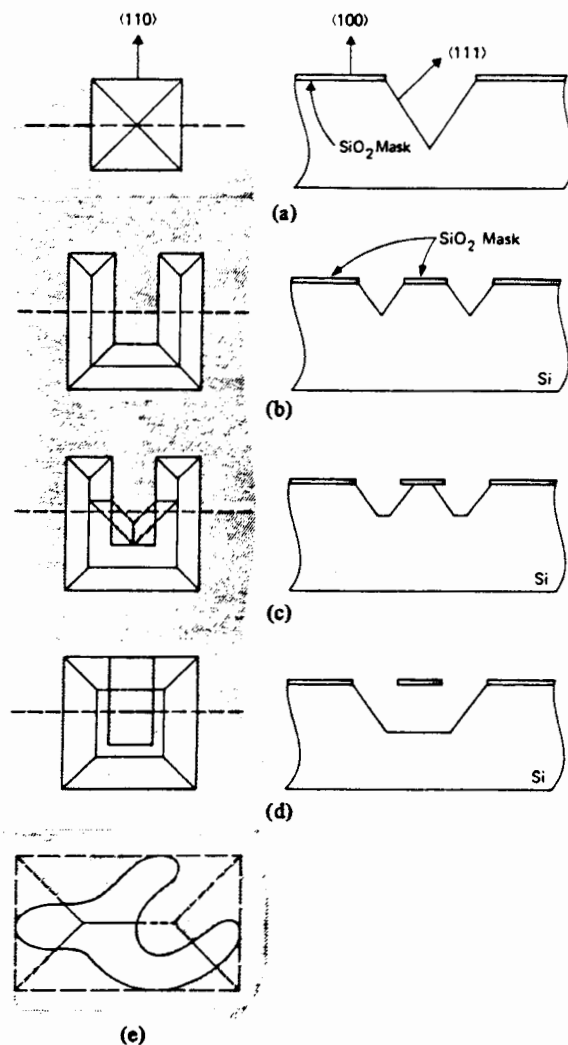 ⟨110⟩
⟨100⟩
⟨111⟩
SiO₂ Mask
(a)
SiO₂ Mask
Si
(b)
Si
(c)
Si
(d)
(e)